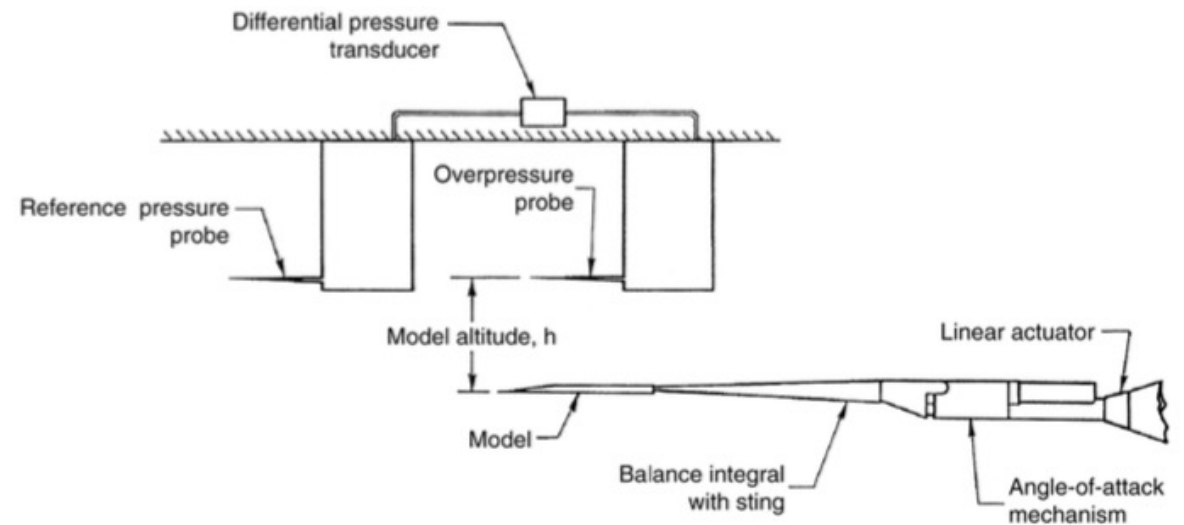 Differential pressure
transducer
Overpressure
probe
Reference pressure
probe
Model altitude, h
Linear actuator
Model
Balance integral
with sting
Angle-of-attack
mechanism